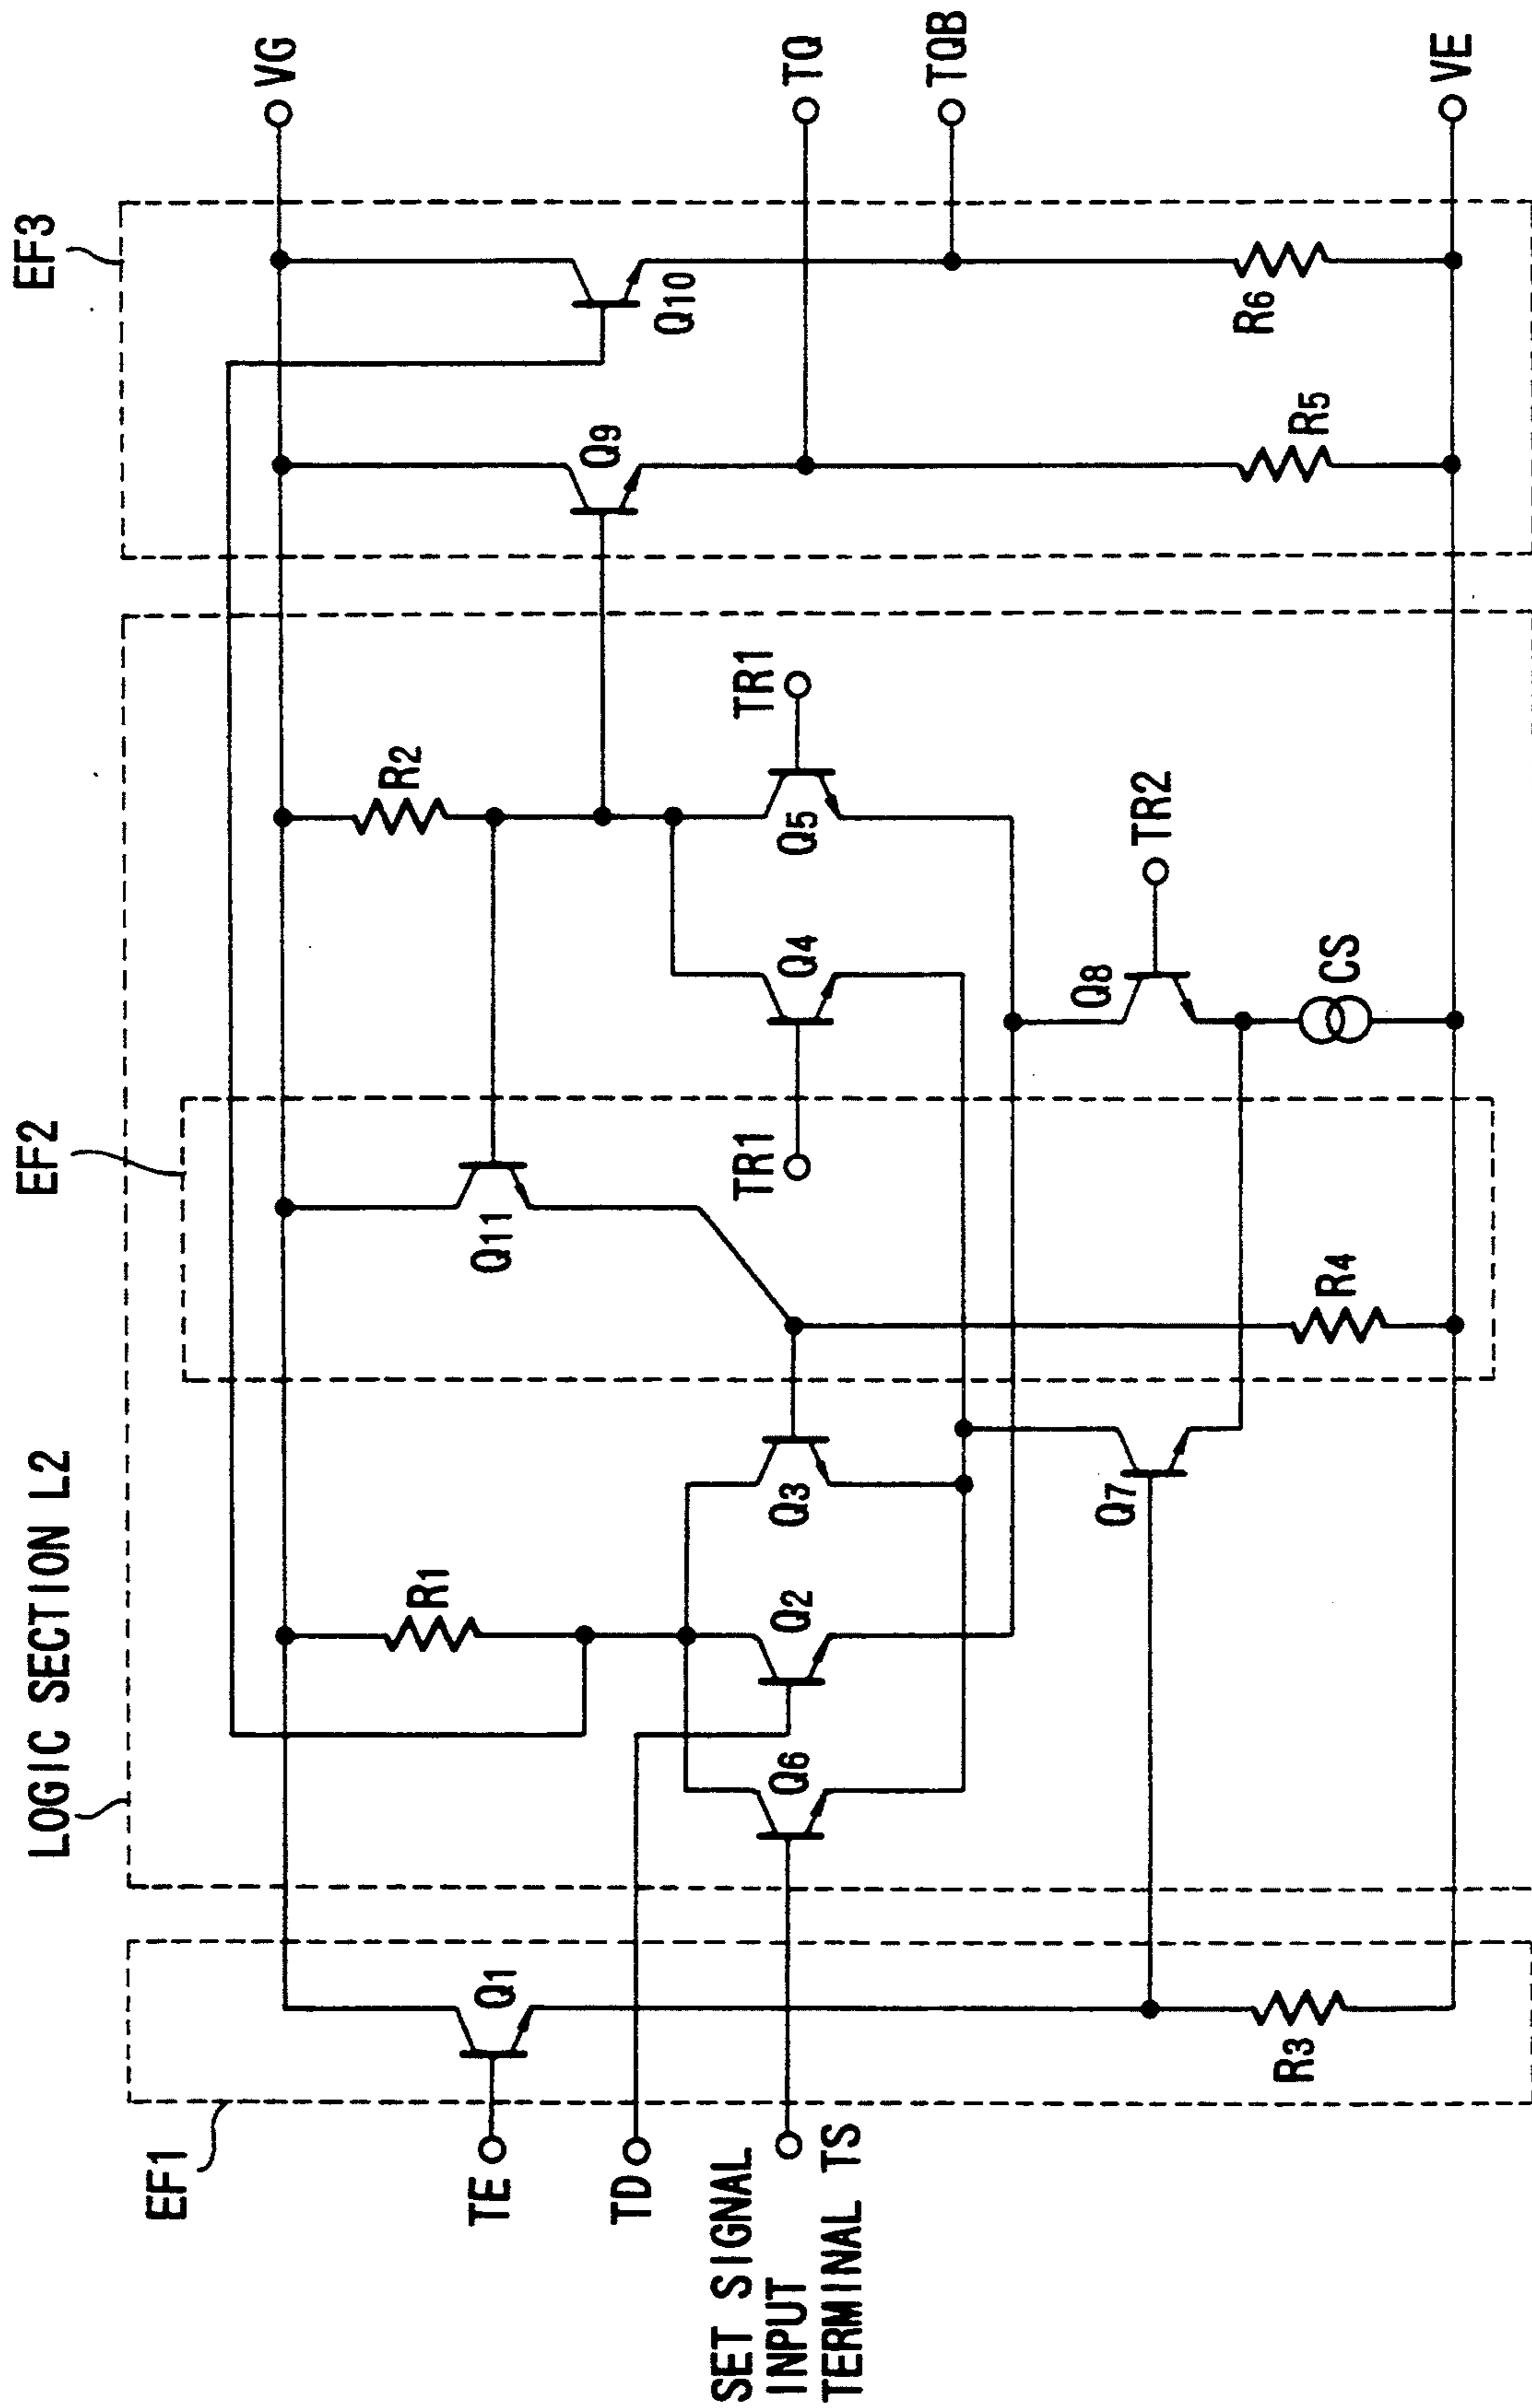 EF1
LOGIC SECTION L2
EF2
EF3
VG
TE
TD
SET SIGNAL
INPUT
TERMINAL TS
Q1
R3
R1
Q6
Q2
Q3
Q7
Q11
R4
TR1
Q4
Q5
TR1
R2
Q8
TR2
CS
Q9
Q10
R5
R6
TQ
TQB
VE